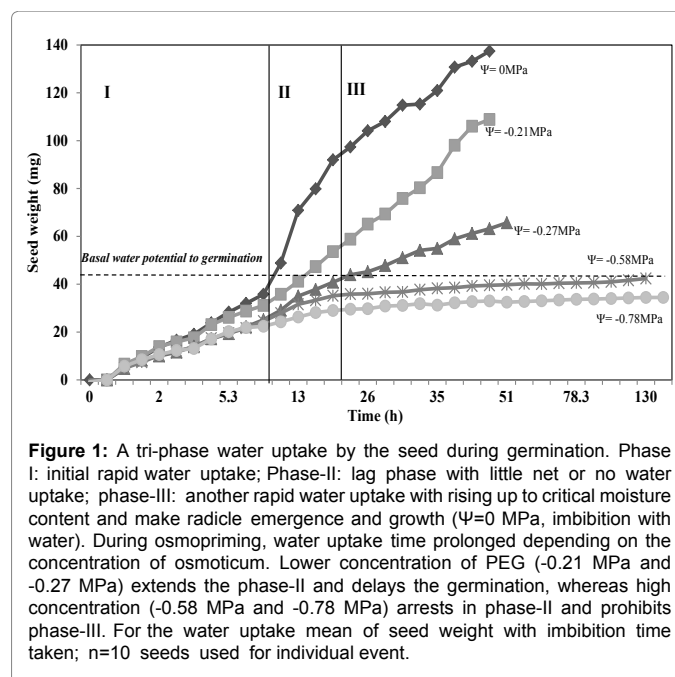 140
120
100
80
60
40
20
0
Seed weight (mg)
I
II
III
Ψ= 0MPa
Ψ= -0.21MPa
Ψ= -0.27MPa
Basal water potential to germination
Ψ= -0.58MPa
Ψ= -0.78MPa
0 2 5.3 13 26 35 51 78.3 130
Time (h)
Figure 1: A tri-phase water uptake by the seed during germination. Phase
I: initial rapid water uptake; Phase-II: lag phase with little net or no water
uptake; phase-III: another rapid water uptake with rising up to critical moisture
content and make radicle emergence and growth (Ψ=0 MPa, imbibition with
water). During osmopriming, water uptake time prolonged depending on the
concentration of osmoticum. Lower concentration of PEG (-0.21 MPa and
-0.27 MPa) extends the phase-II and delays the germination, whereas high
concentration (-0.58 MPa and -0.78 MPa) arrests in phase-II and prohibits
phase-III. For the water uptake mean of seed weight with imbibition time
taken; n=10 seeds used for individual event.